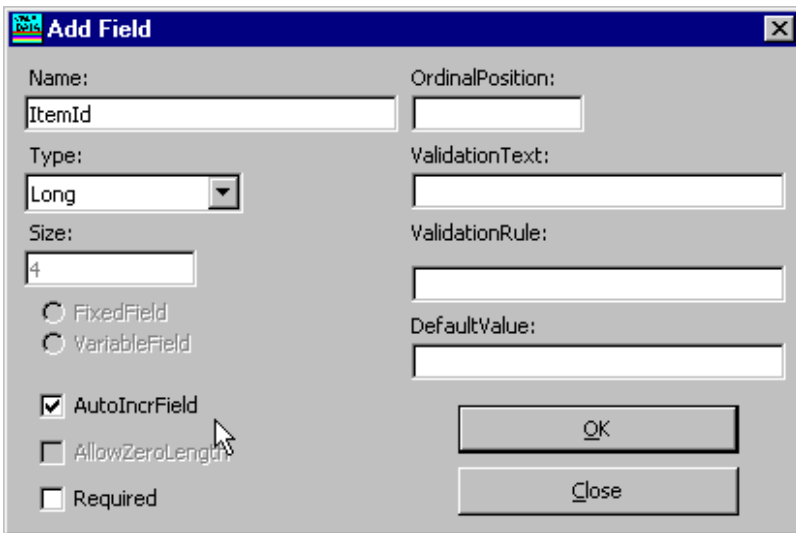 Add Field
Name:
ItemId
Type:
Long
Size:
4
FixedField
VariableField
AutoIncrField
AllowZeroLength
Required
OrdinalPosition:
ValidationText:
ValidationRule:
DefaultValue:
OK
Close